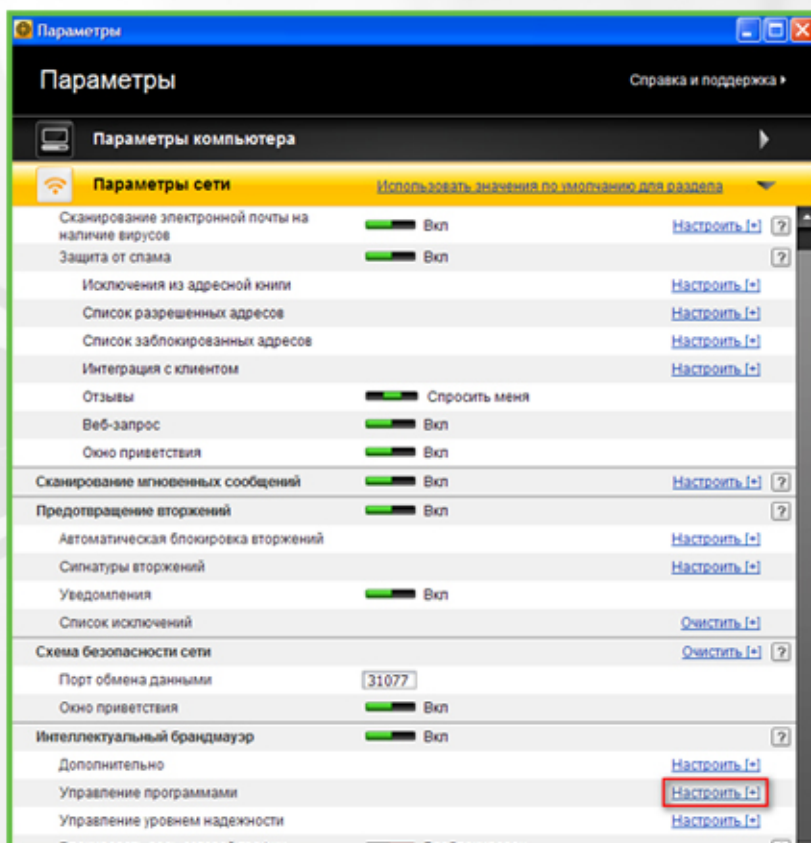 Параметры
Параметры
Справка и поддержка
Параметры компьютера
Параметры сети Использовать значения по умолчанию для раздела
Сканирование электронной почты на
наличие вирусов Вкл Настроить [+] ?
Защита от спама Вкл ?
Исключения из адресной книги Настроить [+]
Список разрешенных адресов Настроить [+]
Список заблокированных адресов Настроить [+]
Интеграция с клиентом Настроить [+]
Отзывы Спросить меня
Веб-запрос Вкл
Окно приветствия Вкл
Сканирование мгновенных сообщений Вкл Настроить [+] ?
Предотвращение вторжений Вкл ?
Автоматическая блокировка вторжений Настроить [+]
Сигнатуры вторжений Настроить [+]
Уведомления Вкл
Список исключений Очистить [+]
Схема безопасности сети Очистить [+] ?
Порт обмена данными 31077
Окно приветствия Вкл
Интеллектуальный брандмауэр Вкл ?
Дополнительно Настроить [+]
Управление программами Настроить [+]
Управление уровнем надежности Настроить [+]